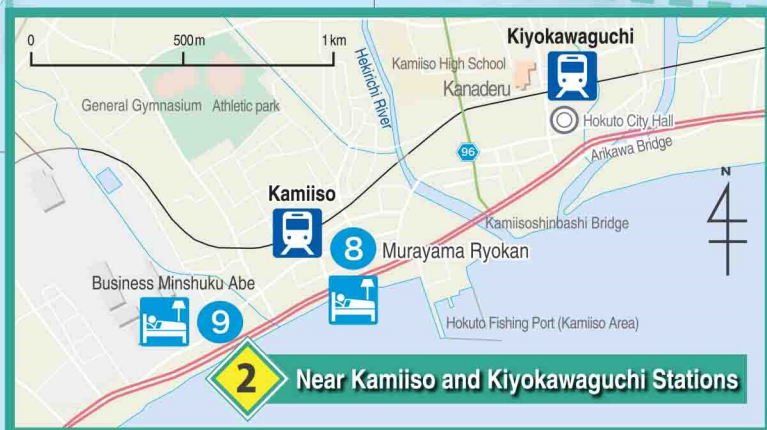 0 500m 1km
Kiyokawaguchi
Kamiiso High School
Kanaderu
Hekirichi River
General Gymnasium Athletic park
Hokuto City Hall
96
Arikawa Bridge
N
Kamiiso
Kamiisoshinbashi Bridge
8 Murayama Ryokan
Business Minshuku Abe
9
Hokuto Fishing Port (Kamiiso Area)
2 Near Kamiiso and Kiyokawaguchi Stations